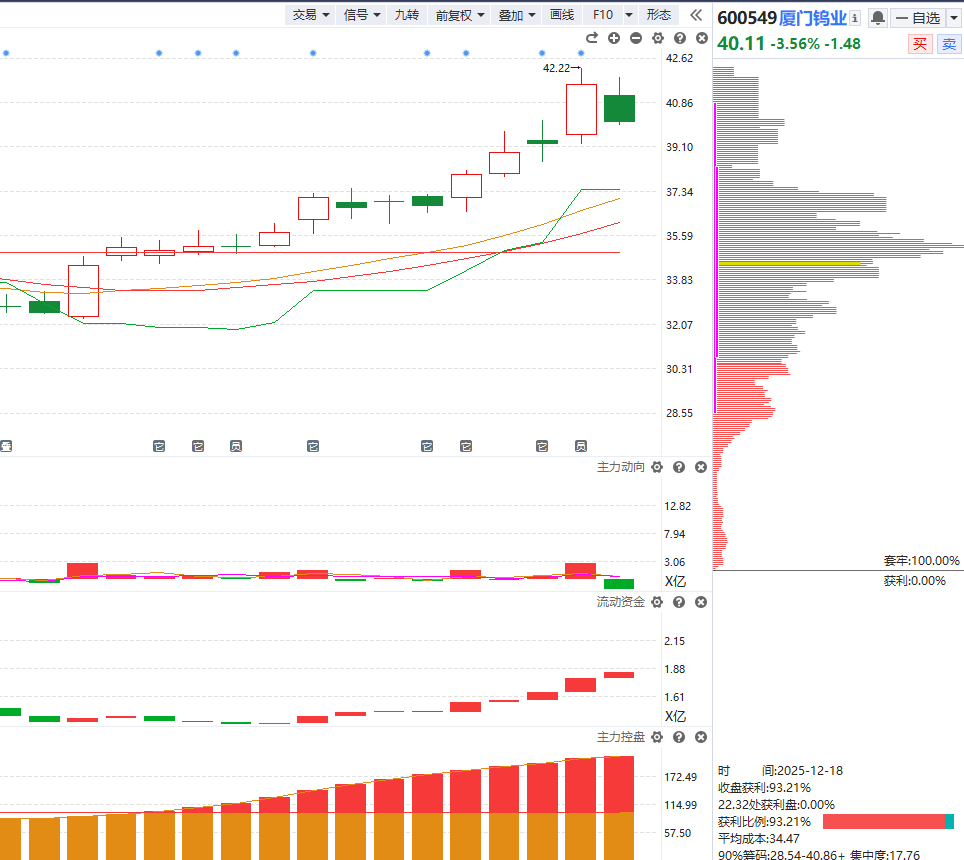 交易 信号 九转 前复权 叠加 画线 F10 形态
600549厦门钨业 自选
40.11 -3.56% -1.48 买 卖
42.62
42.22
40.86
39.10
37.34
35.59
33.83
32.07
30.31
28.55
主力动向
12.82
7.94
3.06
X亿
套牢:100.00%
获利:0.00%
流动资金
2.15
1.88
1.61
X亿
主力控盘
172.49
114.99
57.50
时 间:2025-12-18
收盘获利:93.21%
22.32处获利盘:0.00%
获利比例:93.21%
平均成本:34.47
90%筹码:28.54-40.86+ 集中度:17.76